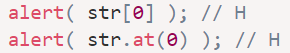 alert( str[0] ); // H
alert( str.at(0) ); // H